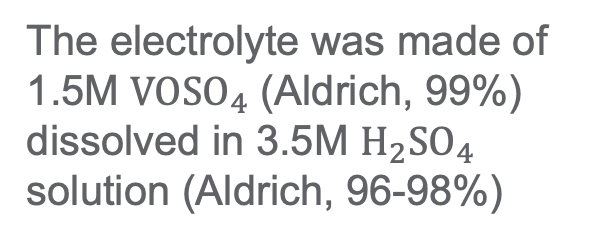 The electrolyte was made of
1.5M VOSO₄ (Aldrich, 99%)
dissolved in 3.5M H₂SO₄
solution (Aldrich, 96-98%)